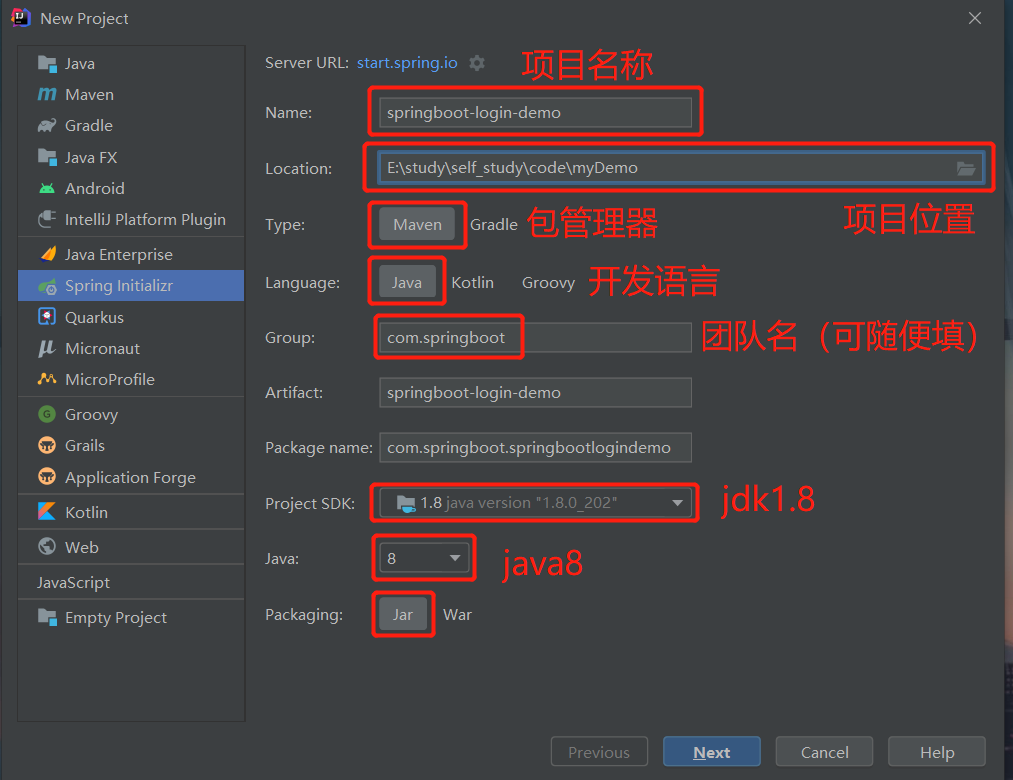 New Project
Java
Maven
Gradle
Java FX
Android
IntelliJ Platform Plugin
Java Enterprise
Spring Initializr
Quarkus
Micronaut
MicroProfile
Groovy
Grails
Application Forge
Kotlin
Web
JavaScript
Empty Project
Server URL: start.spring.io 项目名称
Name: springboot-login-demo
Location: E:\study\self_study\code\myDemo
项目位置
Type: Maven Gradle 包管理器
Language: Java Kotlin Groovy 开发语言
Group: com.springboot 团队名（可随便填）
Artifact: springboot-login-demo
Package name: com.springboot.springbootlogindemo
Project SDK: 1.8 java version "1.8.0_202" jdk1.8
Java: 8 java8
Packaging: Jar War
Previous Next Cancel Help